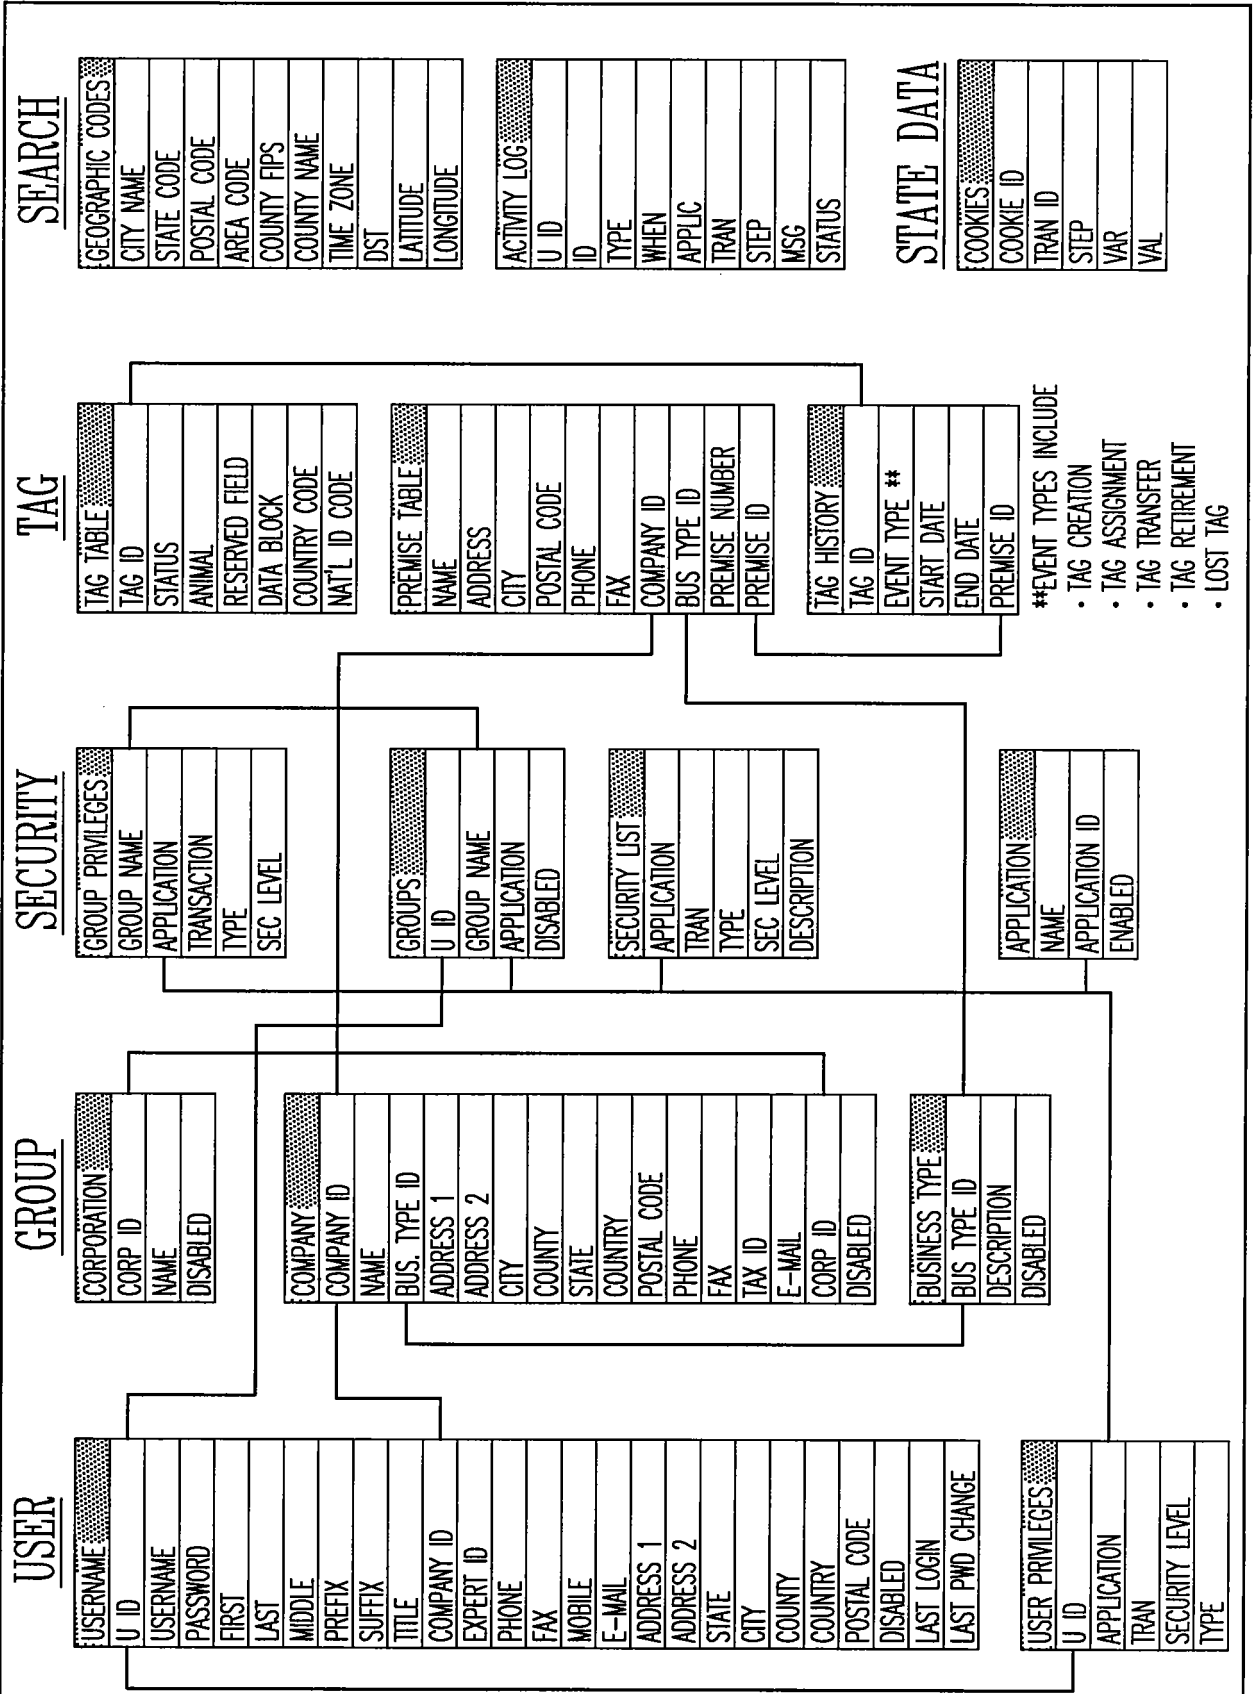 USER
USERNAME
U ID
USERNAME
PASSWORD
FIRST
LAST
MIDDLE
PREFIX
SUFFIX
TITLE
COMPANY ID
EXPERT ID
PHONE
FAX
MOBILE
E-MAIL
ADDRESS 1
ADDRESS 2
STATE
CITY
COUNTY
COUNTRY
POSTAL CODE
DISABLED
LAST LOGIN
LAST PWD CHANGE
USER PRIVILEGES
U ID
APPLICATION
TRAN
SECURITY LEVEL
TYPE
GROUP
CORPORATION
CORP ID
NAME
DISABLED
COMPANY
COMPANY ID
NAME
BUS. TYPE ID
ADDRESS 1
ADDRESS 2
CITY
COUNTY
STATE
COUNTRY
POSTAL CODE
PHONE
FAX
TAX ID
E-MAIL
CORP ID
DISABLED
BUSINESS TYPE
BUS TYPE ID
DESCRIPTION
DISABLED
SECURITY
GROUP PRIVILEGES
GROUP NAME
APPLICATION
TRANSACTION
TYPE
SEC LEVEL
GROUPS
U ID
GROUP NAME
APPLICATION
DISABLED
SECURITY LIST
APPLICATION
TRAN
TYPE
SEC LEVEL
DESCRIPTION
APPLICATION
NAME
APPLICATION ID
ENABLED
TAG
TAG TABLE
TAG ID
STATUS
ANIMAL
RESERVED FIELD
DATA BLOCK
COUNTRY CODE
NAT'L ID CODE
PREMISE TABLE
NAME
ADDRESS
CITY
POSTAL CODE
PHONE
FAX
COMPANY ID
BUS TYPE ID
PREMISE NUMBER
PREMISE ID
TAG HISTORY
TAG ID
EVENT TYPE **
START DATE
END DATE
PREMISE ID
**EVENT TYPES INCLUDE
• TAG CREATION
• TAG ASSIGNMENT
• TAG TRANSFER
• TAG RETIREMENT
• LOST TAG
SEARCH
GEOGRAPHIC CODES
CITY NAME
STATE CODE
POSTAL CODE
AREA CODE
COUNTY FIPS
COUNTY NAME
TIME ZONE
DST
LATITUDE
LONGITUDE
ACTIVITY LOG
U ID
ID
TYPE
WHEN
APPLIC
TRAN
STEP
MSG
STATUS
STATE DATA
COOKIES
COOKIE ID
TRAN ID
STEP
VAR
VAL